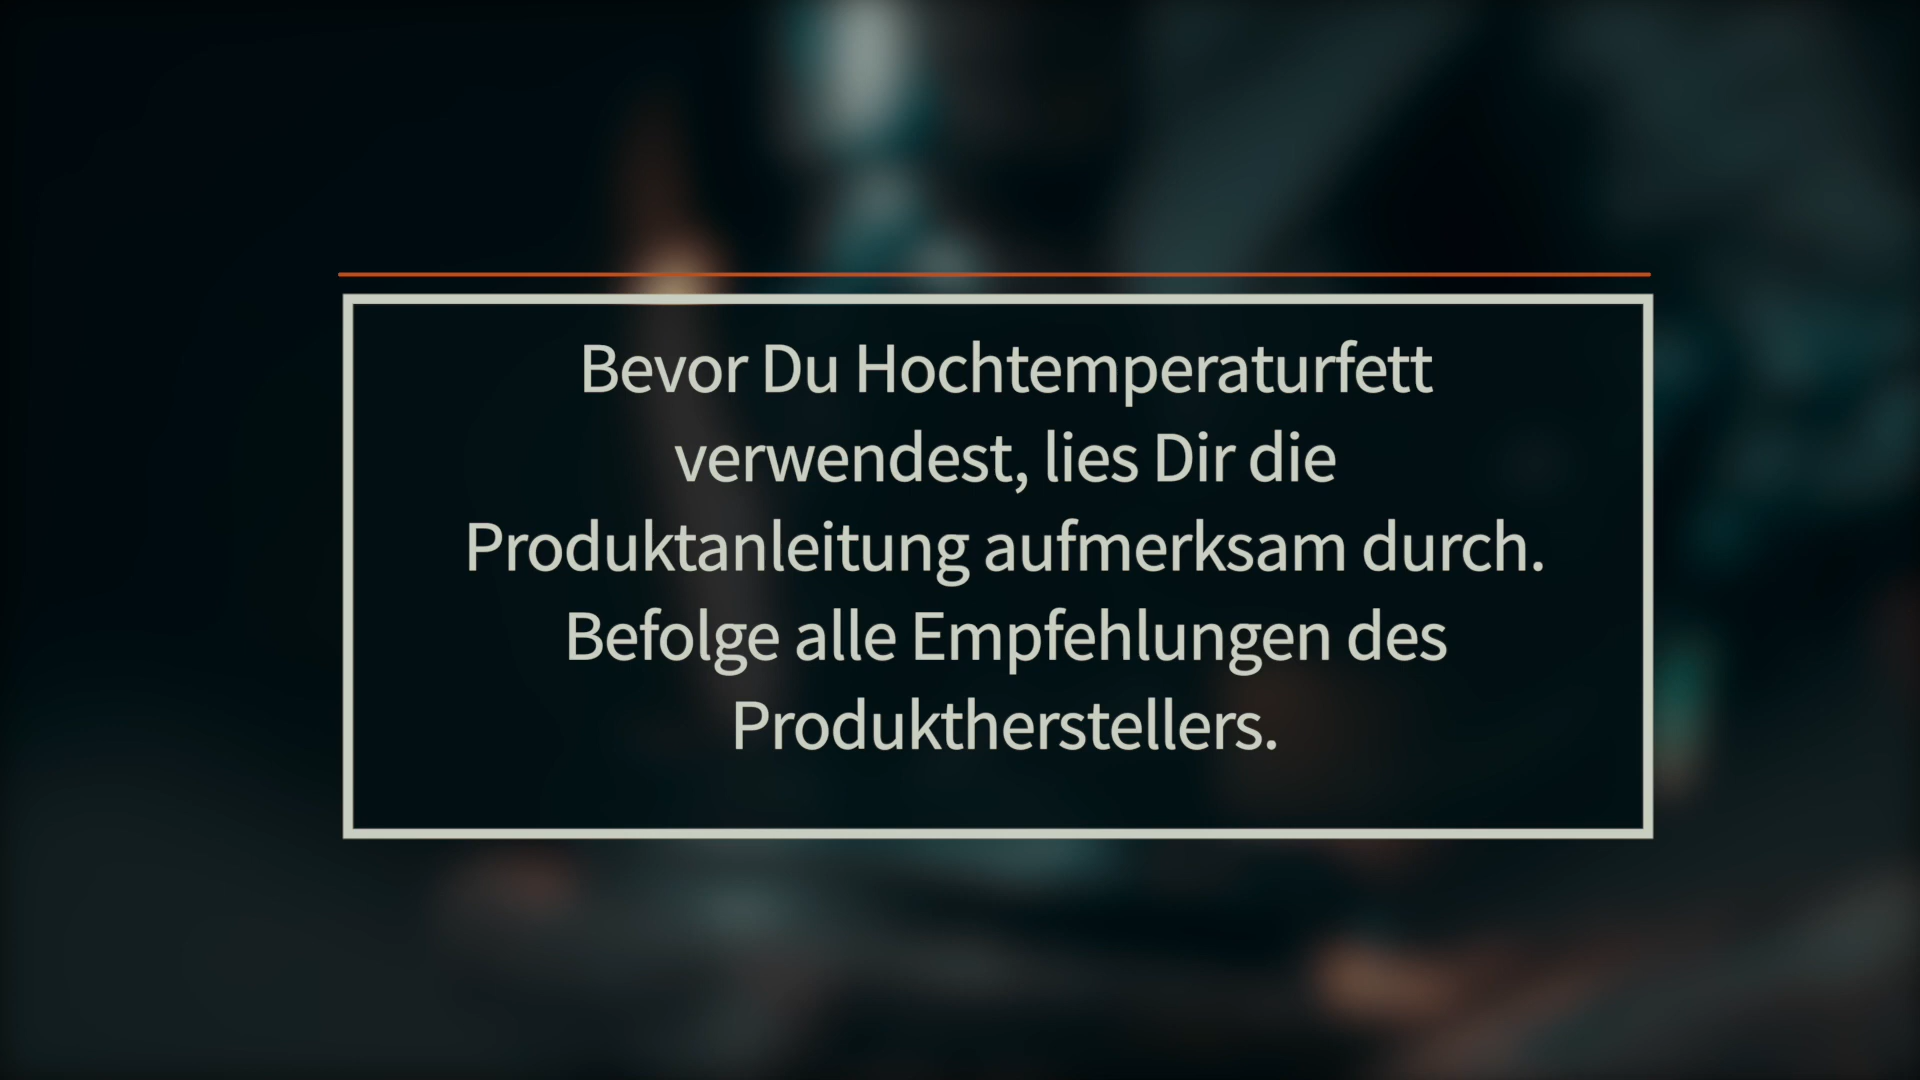 Bevor Du Hochtemperaturfett
verwendest, lies Dir die
Produktanleitung aufmerksam durch.
Befolge alle Empfehlungen des
Produktherstellers.